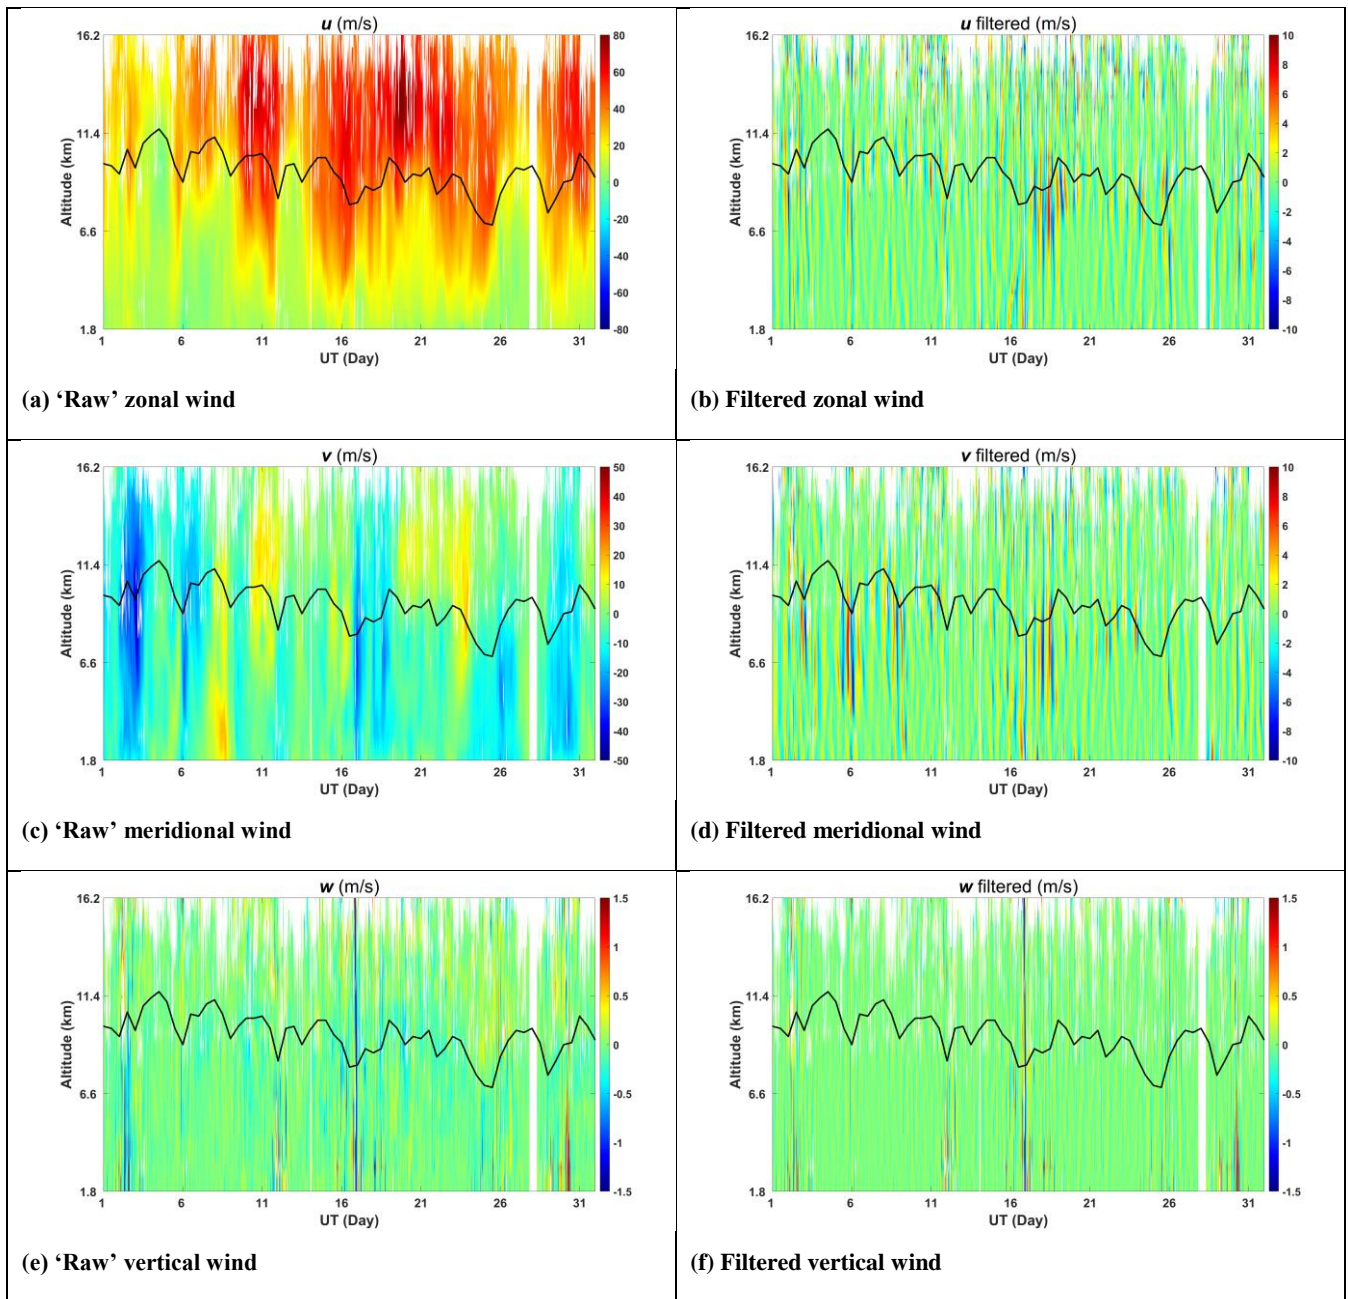 u (m/s)
16.2
11.4
6.6
1.8
Altitude (km)
1 6 11 16 21 26 31
UT (Day)
80
60
40
20
0
-20
-40
-60
-80
(a) ‘Raw’ zonal wind
u filtered (m/s)
16.2
11.4
6.6
1.8
Altitude (km)
1 6 11 16 21 26 31
UT (Day)
10
8
6
4
2
0
-2
-4
-6
-8
-10
(b) Filtered zonal wind
v (m/s)
16.2
11.4
6.6
1.8
Altitude (km)
1 6 11 16 21 26 31
UT (Day)
50
40
30
20
10
0
-10
-20
-30
-40
-50
(c) ‘Raw’ meridional wind
v filtered (m/s)
16.2
11.4
6.6
1.8
Altitude (km)
1 6 11 16 21 26 31
UT (Day)
10
8
6
4
2
0
-2
-4
-6
-8
-10
(d) Filtered meridional wind
w (m/s)
16.2
11.4
6.6
1.8
Altitude (km)
1 6 11 16 21 26 31
UT (Day)
1.5
1
0.5
0
-0.5
-1
-1.5
(e) ‘Raw’ vertical wind
w filtered (m/s)
16.2
11.4
6.6
1.8
Altitude (km)
1 6 11 16 21 26 31
UT (Day)
1.5
1
0.5
0
-0.5
-1
-1.5
(f) Filtered vertical wind